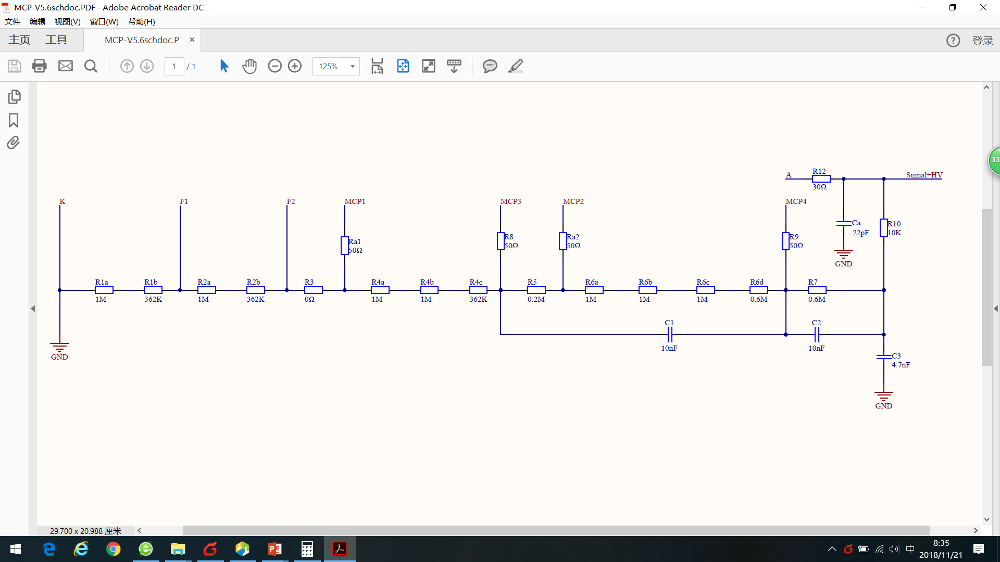 MCP-V5.6schdoc.PDF - Adobe Acrobat Reader DC
文件 编辑 视图(V) 窗口(W) 帮助(H)
主页 工具 MCP-V5.6schdoc.P × ? 登录
1 / 1 125%
33
A R12 Signal+HV
30Ω
K F1 F2 MCP1 MCP3 MCP2 MCP4
Ca R10
22pF 10K
R8 Ra2 R9
Ra1
50Ω 50Ω 50Ω
50Ω
GND
R1a R1b R2a R2b R3 R4a R4b R4c R5 R6a R6b R6c R6d R7
1M 362K 1M 362K 0Ω 1M 1M 362K 0.2M 1M 1M 1M 0.6M 0.6M
C1 C2
10nF 10nF
GND
C3
4.7nF
GND
29.700 x 20.988 厘米
中
8:35
2018/11/21